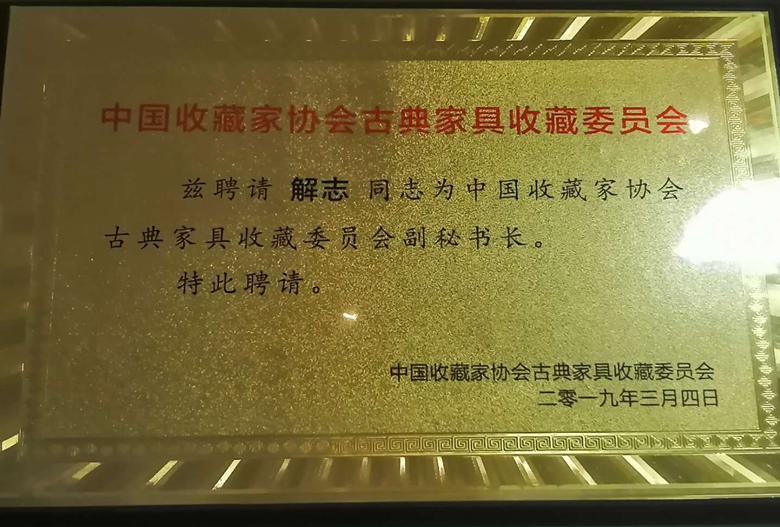 中国收藏家协会古典家具收藏委员会
兹聘请 解志 同志为中国收藏家协会
古典家具收藏委员会副秘书长。
特此聘请。
中国收藏家协会古典家具收藏委员会
二零一九年三月四日